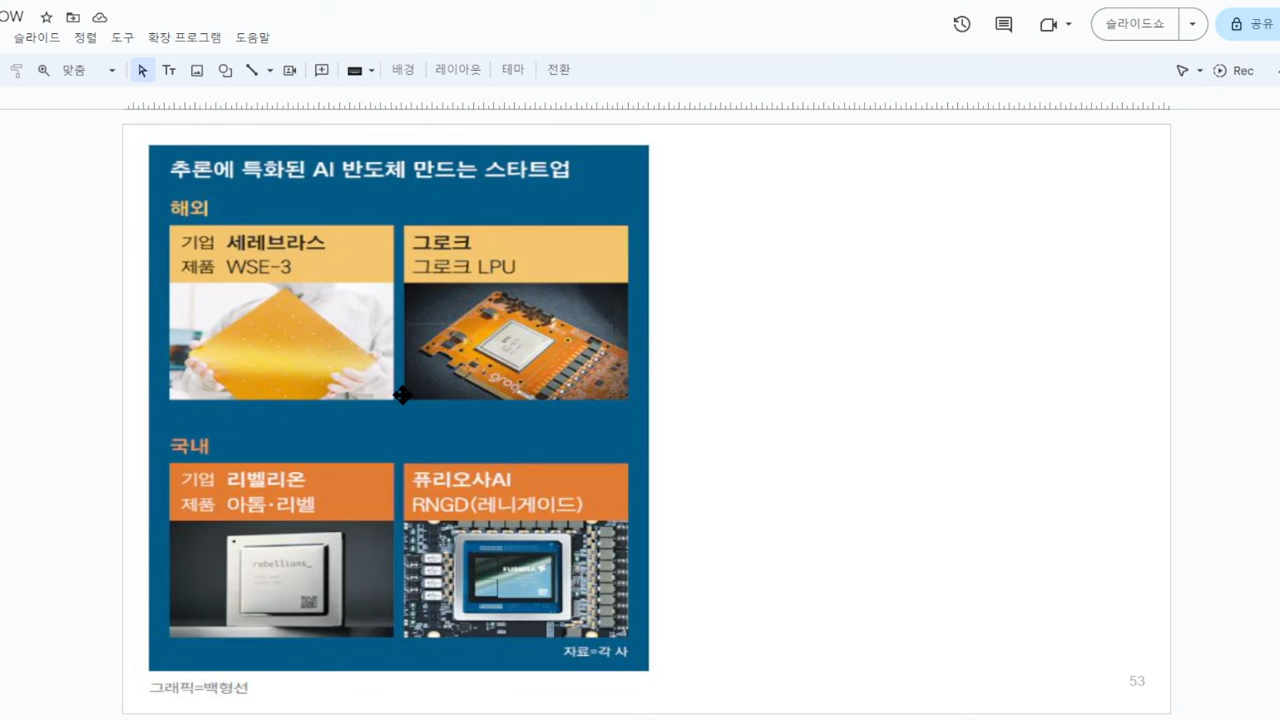 OW
슬라이드 정렬 도구 확장 프로그램 도움말
슬라이드쇼
공유
맞춤
Tт
배경 레이아웃 테마 전환
Rec
추론에 특화된 AI 반도체 만드는 스타트업
해외
기업 세레브라스
제품 WSE-3
그로크
그로크 LPU
groq
국내
기업 리벨리온
제품 아톰·리벨
퓨리오사AI
RNGD(레니게이드)
rebellions_
FURIOSA
자료=각 사
그래픽=백형선
53